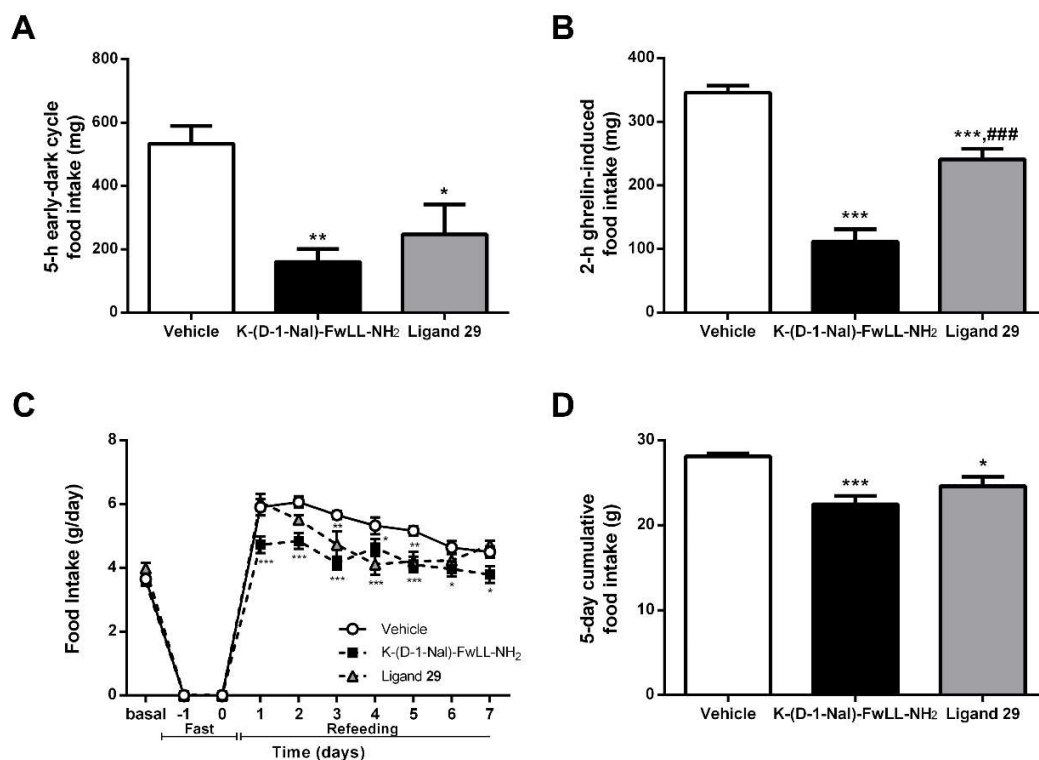 A
5-h early-dark cycle
food intake (mg)
800
600
400
200
0
**
*
Vehicle K-(D-1-Nal)-FwLL-NH₂ Ligand 29
B
2-h ghrelin-induced
food intake (mg)
400
300
200
100
0
***
***,###
Vehicle K-(D-1-Nal)-FwLL-NH₂ Ligand 29
C
Food Intake (g/day)
8
6
4
2
0
**
*
**
***
***
***
***
***
*
*
Vehicle
K-(D-1-Nal)-FwLL-NH₂
Ligand 29
basal -1 0 1 2 3 4 5 6 7
Fast Refeeding
Time (days)
D
5-day cumulative
food intake (g)
30
20
10
0
***
*
Vehicle K-(D-1-Nal)-FwLL-NH₂ Ligand 29